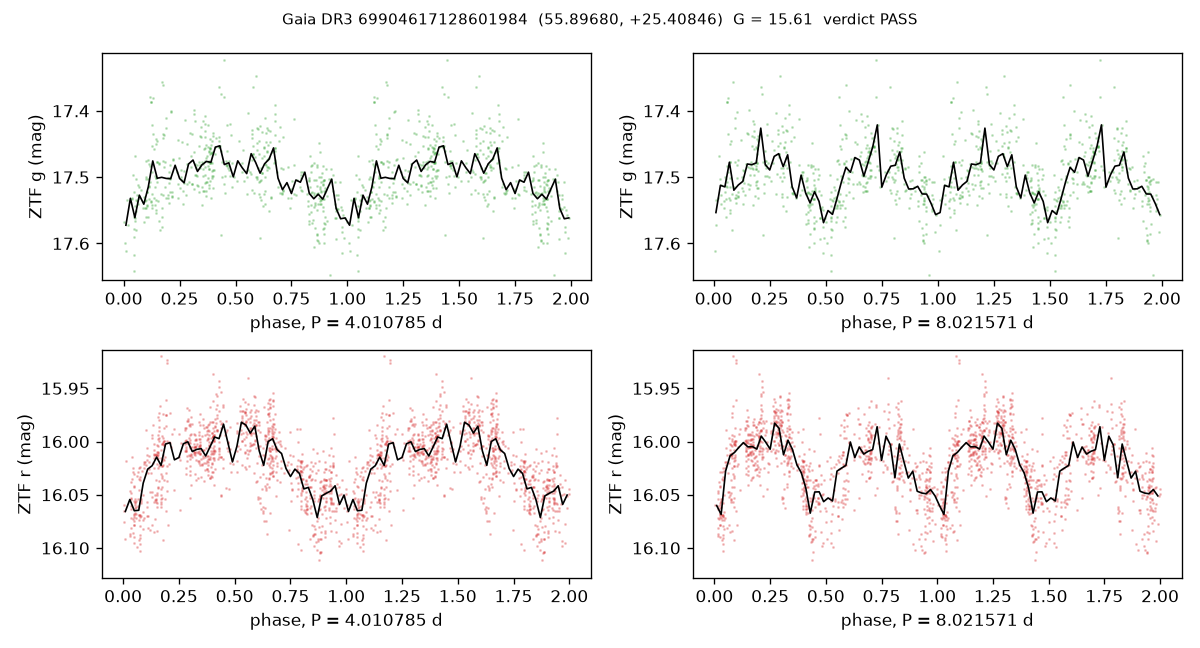 Gaia DR3 69904617128601984 (55.89680, +25.40846) G = 15.61 verdict PASS
ZTF g (mag)
17.4
17.5
17.6
0.00 0.25 0.50 0.75 1.00 1.25 1.50 1.75 2.00
phase, P = 4.010785 d
ZTF g (mag)
17.4
17.5
17.6
0.00 0.25 0.50 0.75 1.00 1.25 1.50 1.75 2.00
phase, P = 8.021571 d
ZTF r (mag)
15.95
16.00
16.05
16.10
0.00 0.25 0.50 0.75 1.00 1.25 1.50 1.75 2.00
phase, P = 4.010785 d
ZTF r (mag)
15.95
16.00
16.05
16.10
0.00 0.25 0.50 0.75 1.00 1.25 1.50 1.75 2.00
phase, P = 8.021571 d